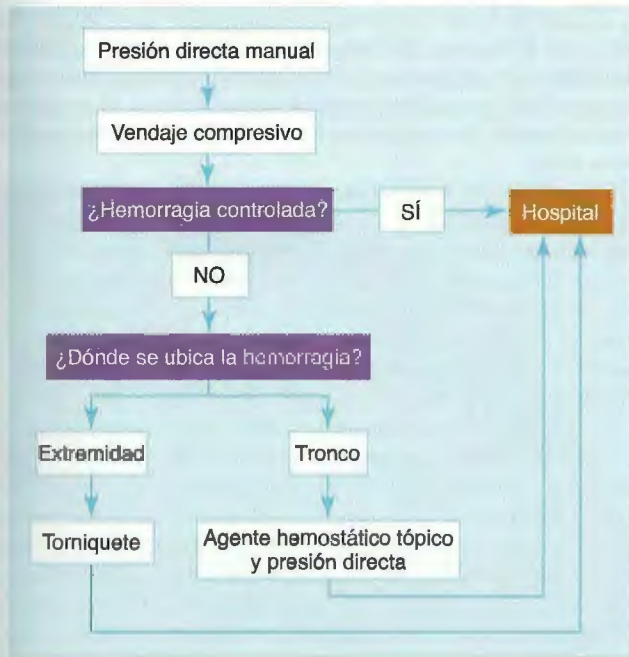 Presión directa manual
Vendaje compresivo
¿Hemorragia controlada?
SÍ
Hospital
NO
¿Dónde se ubica la hemorragia?
Extremidad
Tronco
Torniquete
Agente hemostático tópico
y presión directa